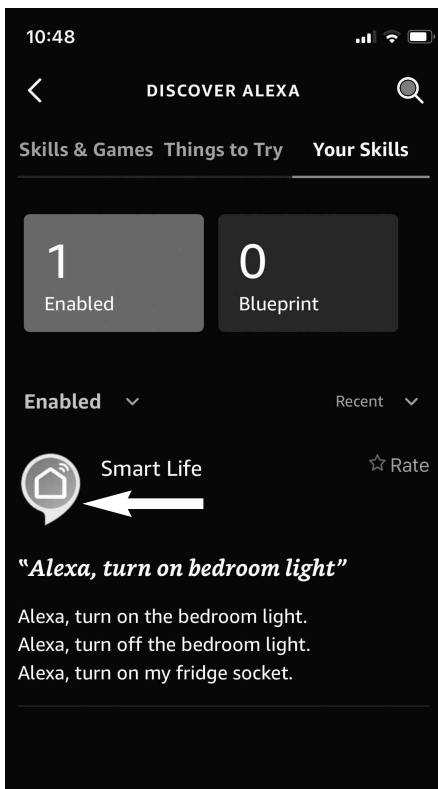 10:48
DISCOVER ALEXA
Skills & Games Things to Try Your Skills
1
Enabled
0
Blueprint
Enabled
Recent
Smart Life
Rate
"Alexa, turn on bedroom light”
Alexa, turn on the bedroom light.
Alexa, turn off the bedroom light.
Alexa, turn on my fridge socket.